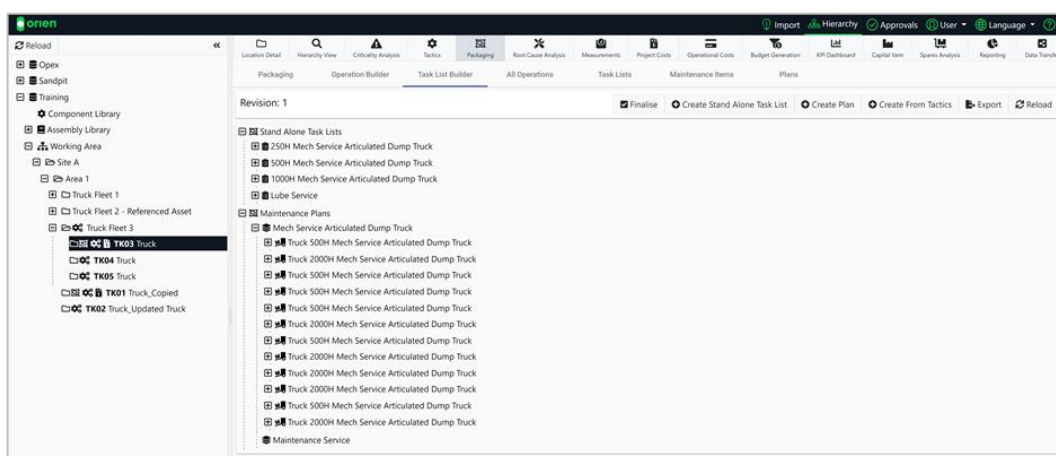 orien
Import Hierarchy Approvals User Language
Reload
Location Detail Hierarchy View Criticality Analysis Tactics Packaging Root Cause Analysis Measurements Project Costs Operational Costs Budget Generation KPI Dashboard Capital Item Spares Analysis Reporting Data Transfe
Packaging Operation Builder Task List Builder All Operations Task Lists Maintenance Items Plans
Revision: 1 Finalise Create Stand Alone Task List Create Plan Create From Tactics Export Reload
Opex
Sandpit
Training
Component Library
Assembly Library
Working Area
Site A
Area 1
Truck Fleet 1
Truck Fleet 2 - Referenced Asset
Truck Fleet 3
TK03 Truck
TK04 Truck
TK05 Truck
TK01 Truck_Copied
TK02 Truck_Updated Truck
Stand Alone Task Lists
250H Mech Service Articulated Dump Truck
500H Mech Service Articulated Dump Truck
1000H Mech Service Articulated Dump Truck
Lube Service
Maintenance Plans
Mech Service Articulated Dump Truck
Truck 500H Mech Service Articulated Dump Truck
Truck 2000H Mech Service Articulated Dump Truck
Truck 500H Mech Service Articulated Dump Truck
Truck 500H Mech Service Articulated Dump Truck
Truck 500H Mech Service Articulated Dump Truck
Truck 2000H Mech Service Articulated Dump Truck
Truck 500H Mech Service Articulated Dump Truck
Truck 2000H Mech Service Articulated Dump Truck
Truck 2000H Mech Service Articulated Dump Truck
Truck 2000H Mech Service Articulated Dump Truck
Truck 500H Mech Service Articulated Dump Truck
Truck 2000H Mech Service Articulated Dump Truck
Maintenance Service